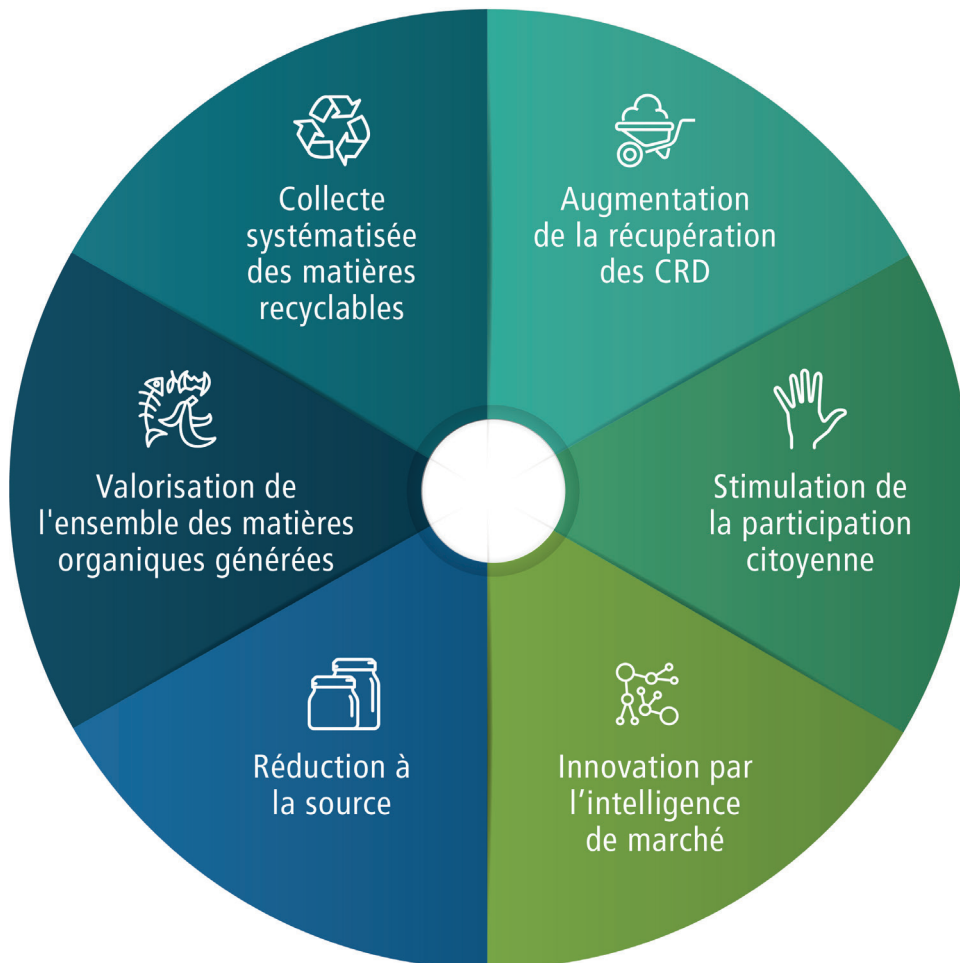 Collecte
systématisée
des matières
recyclables
Augmentation
de la récupération
des CRD
Valorisation de
l'ensemble des matières
organiques générées
Stimulation de
la participation
citoyenne
Réduction à
la source
Innovation par
l’intelligence
de marché